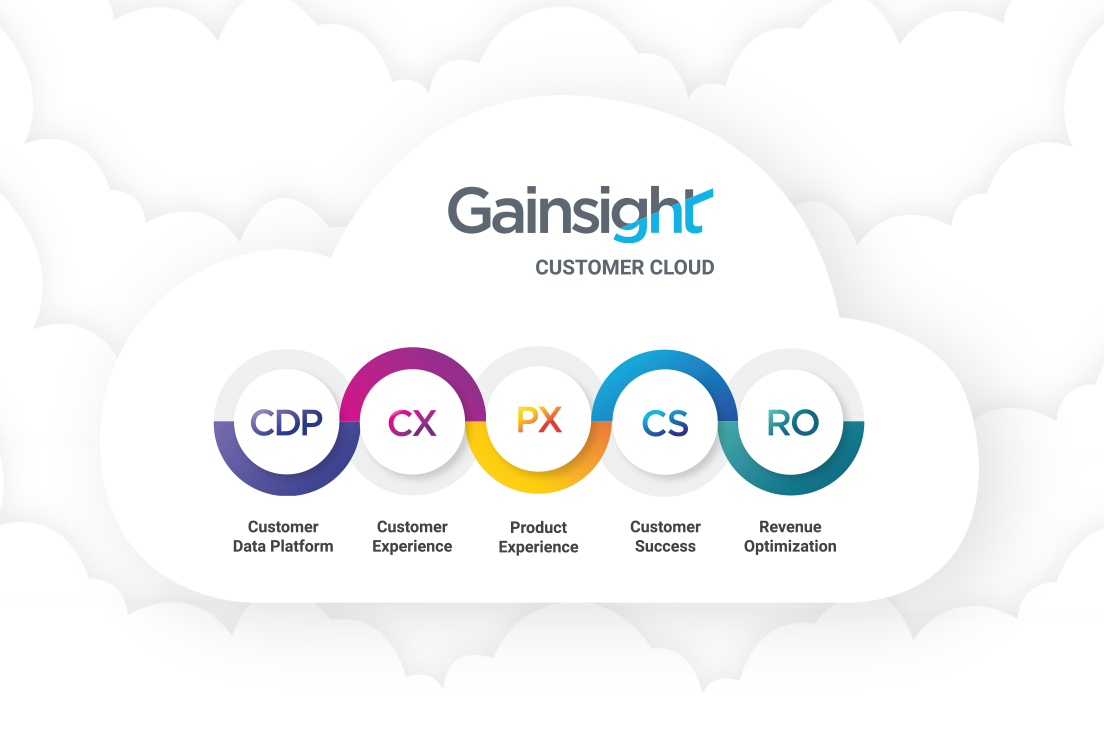 Gainsight
CUSTOMER CLOUD
CDP
CX
PX
CS
RO
Customer
Data Platform
Customer
Experience
Product
Experience
Customer
Success
Revenue
Optimization